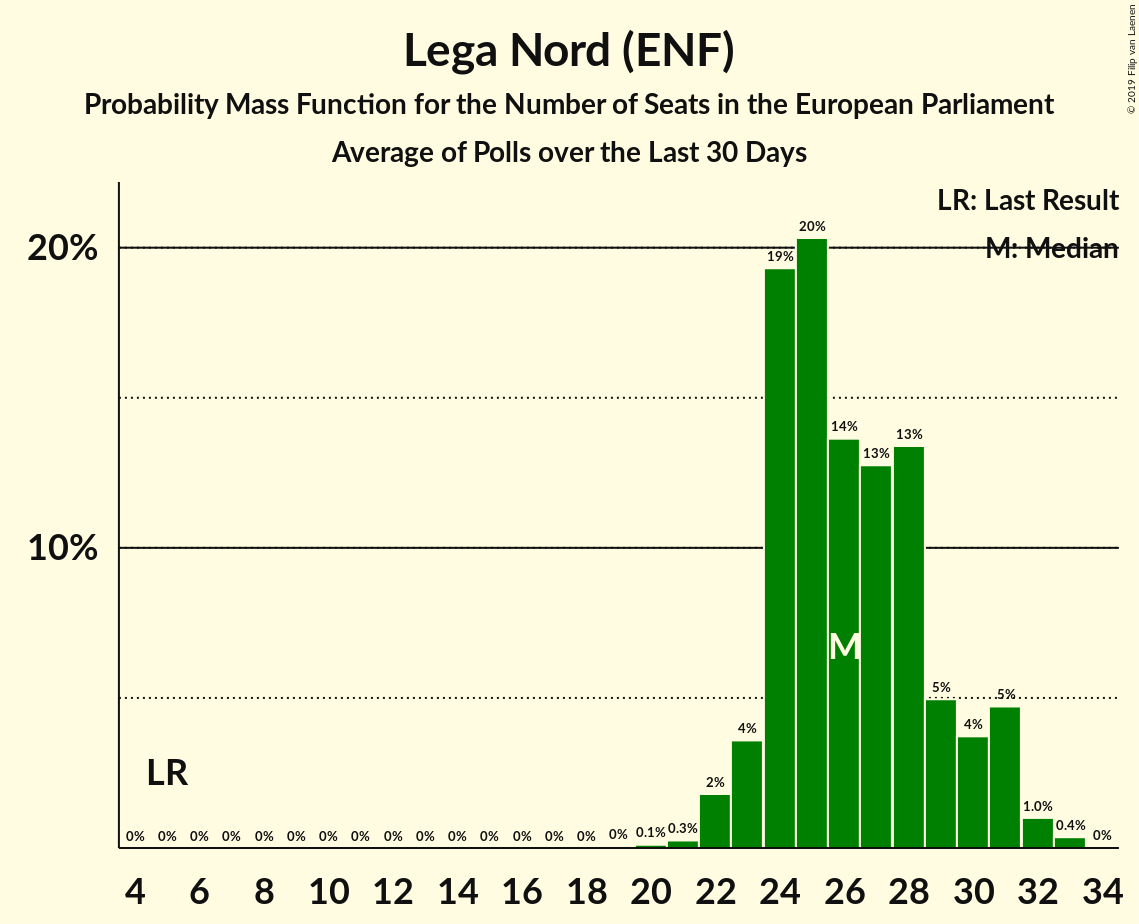 Lega Nord (ENF)
Probability Mass Function for the Number of Seats in the European Parliament
Average of Polls over the Last 30 Days
© 2019 Filip van Laenen
LR: Last Result
M: Median
20%
10%
0% 0% 0% 0% 0% 0% 0% 0% 0% 0% 0% 0% 0% 0% 0% 0% 0.1% 0.3% 2% 4% 19% 20% 14% 13% 13% 5% 4% 5% 1.0% 0.4% 0%
M
LR
4 6 8 10 12 14 16 18 20 22 24 26 28 30 32 34